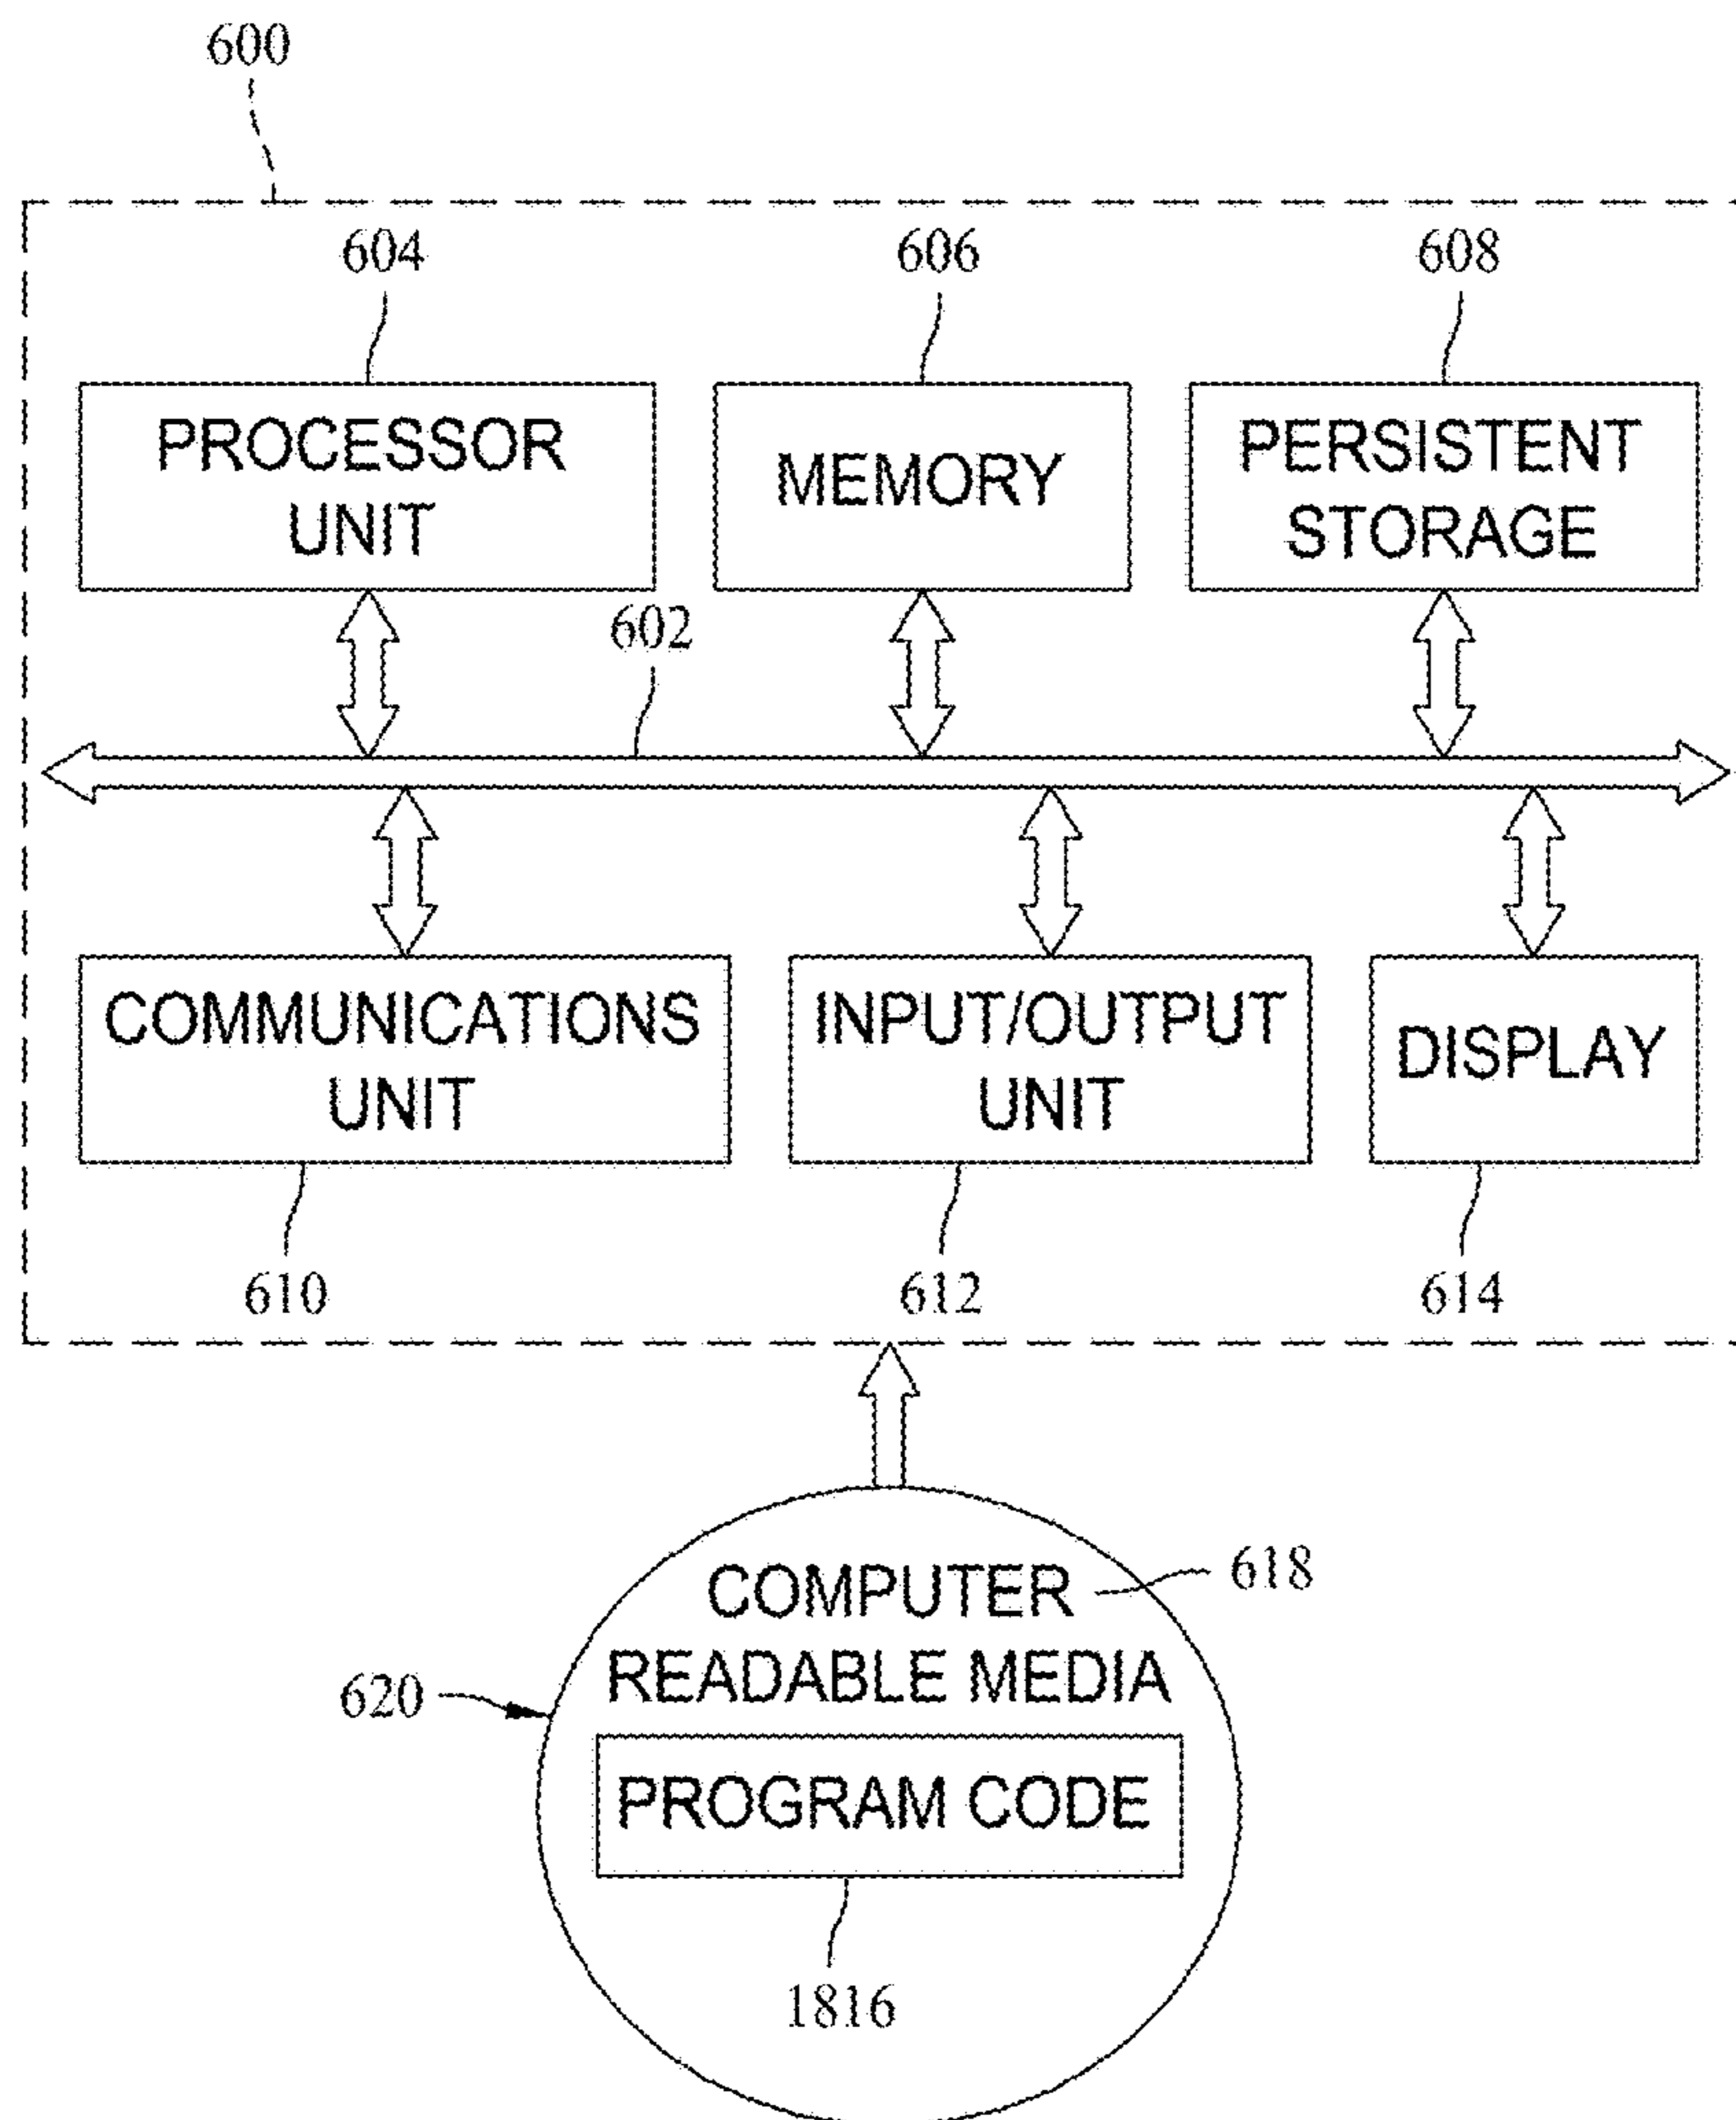 600
604
606
608
PROCESSOR
UNIT
MEMORY
PERSISTENT
STORAGE
602
COMMUNICATIONS
UNIT
INPUT/OUTPUT
UNIT
DISPLAY
610
612
614
COMPUTER
READABLE MEDIA
618
620
PROGRAM CODE
1816